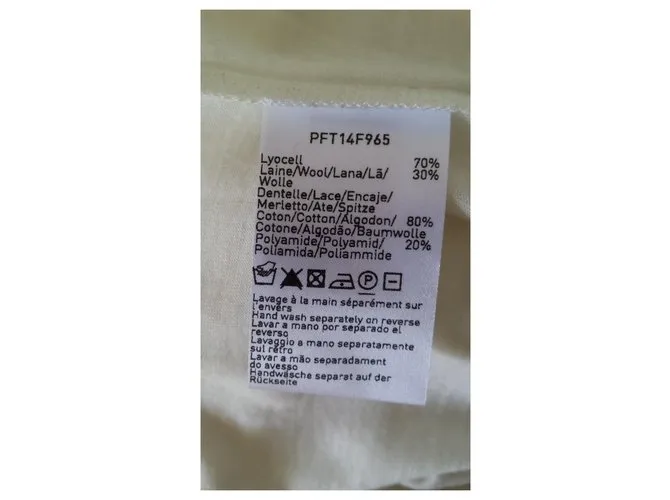 PFT14F965
Lyocell 70%
Laine/Wool/Lana/Lã/ 30%
Wolle
Dentelle/Lace/Encaje/
Merletto/Ate/Spitze
Coton/Cotton/Algodon/ 80%
Cotone/Algodão/Baumwolle
Polyamide/Polyamid/ 20%
Poliamida/Poliammide
P
Lavage à la main séparément sur
l'envers
Hand wash separately on reverse
Lavar a mano por separado el
reverso
Lavaggio a mano separatamente
sul rétro
Lavar a mão separadament
do avesso
Handwäsche separat auf der
Rückseite